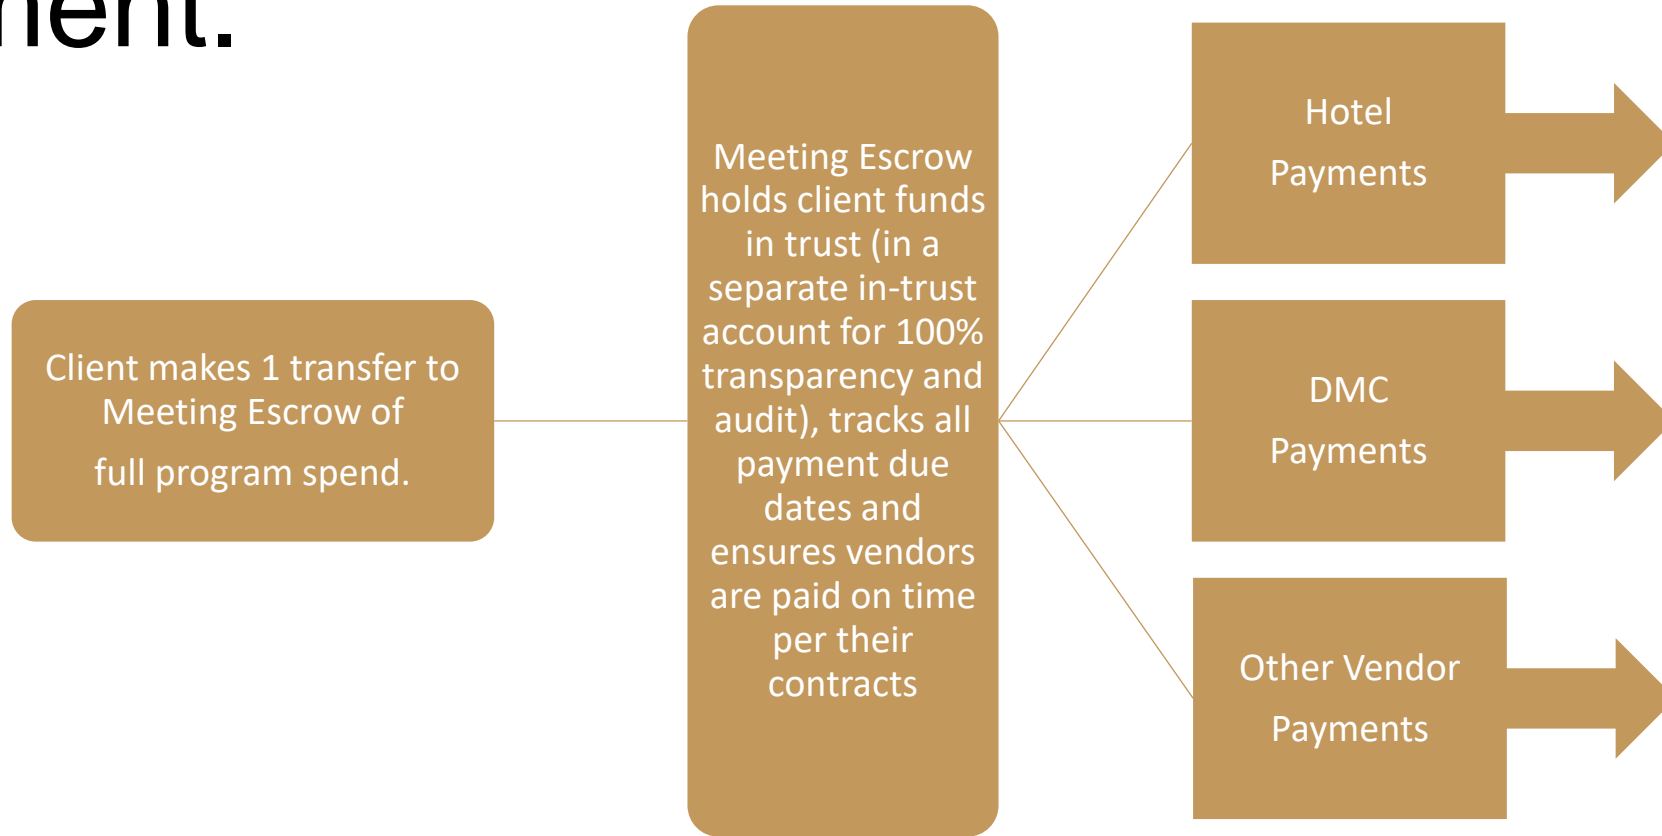 ment.
Client makes 1 transfer to
Meeting Escrow of
full program spend.
Meeting Escrow
holds client funds
in trust (in a
separate in-trust
account for 100%
transparency and
audit), tracks all
payment due
dates and
ensures vendors
are paid on time
per their
contracts
Hotel
Payments
DMC
Payments
Other Vendor
Payments